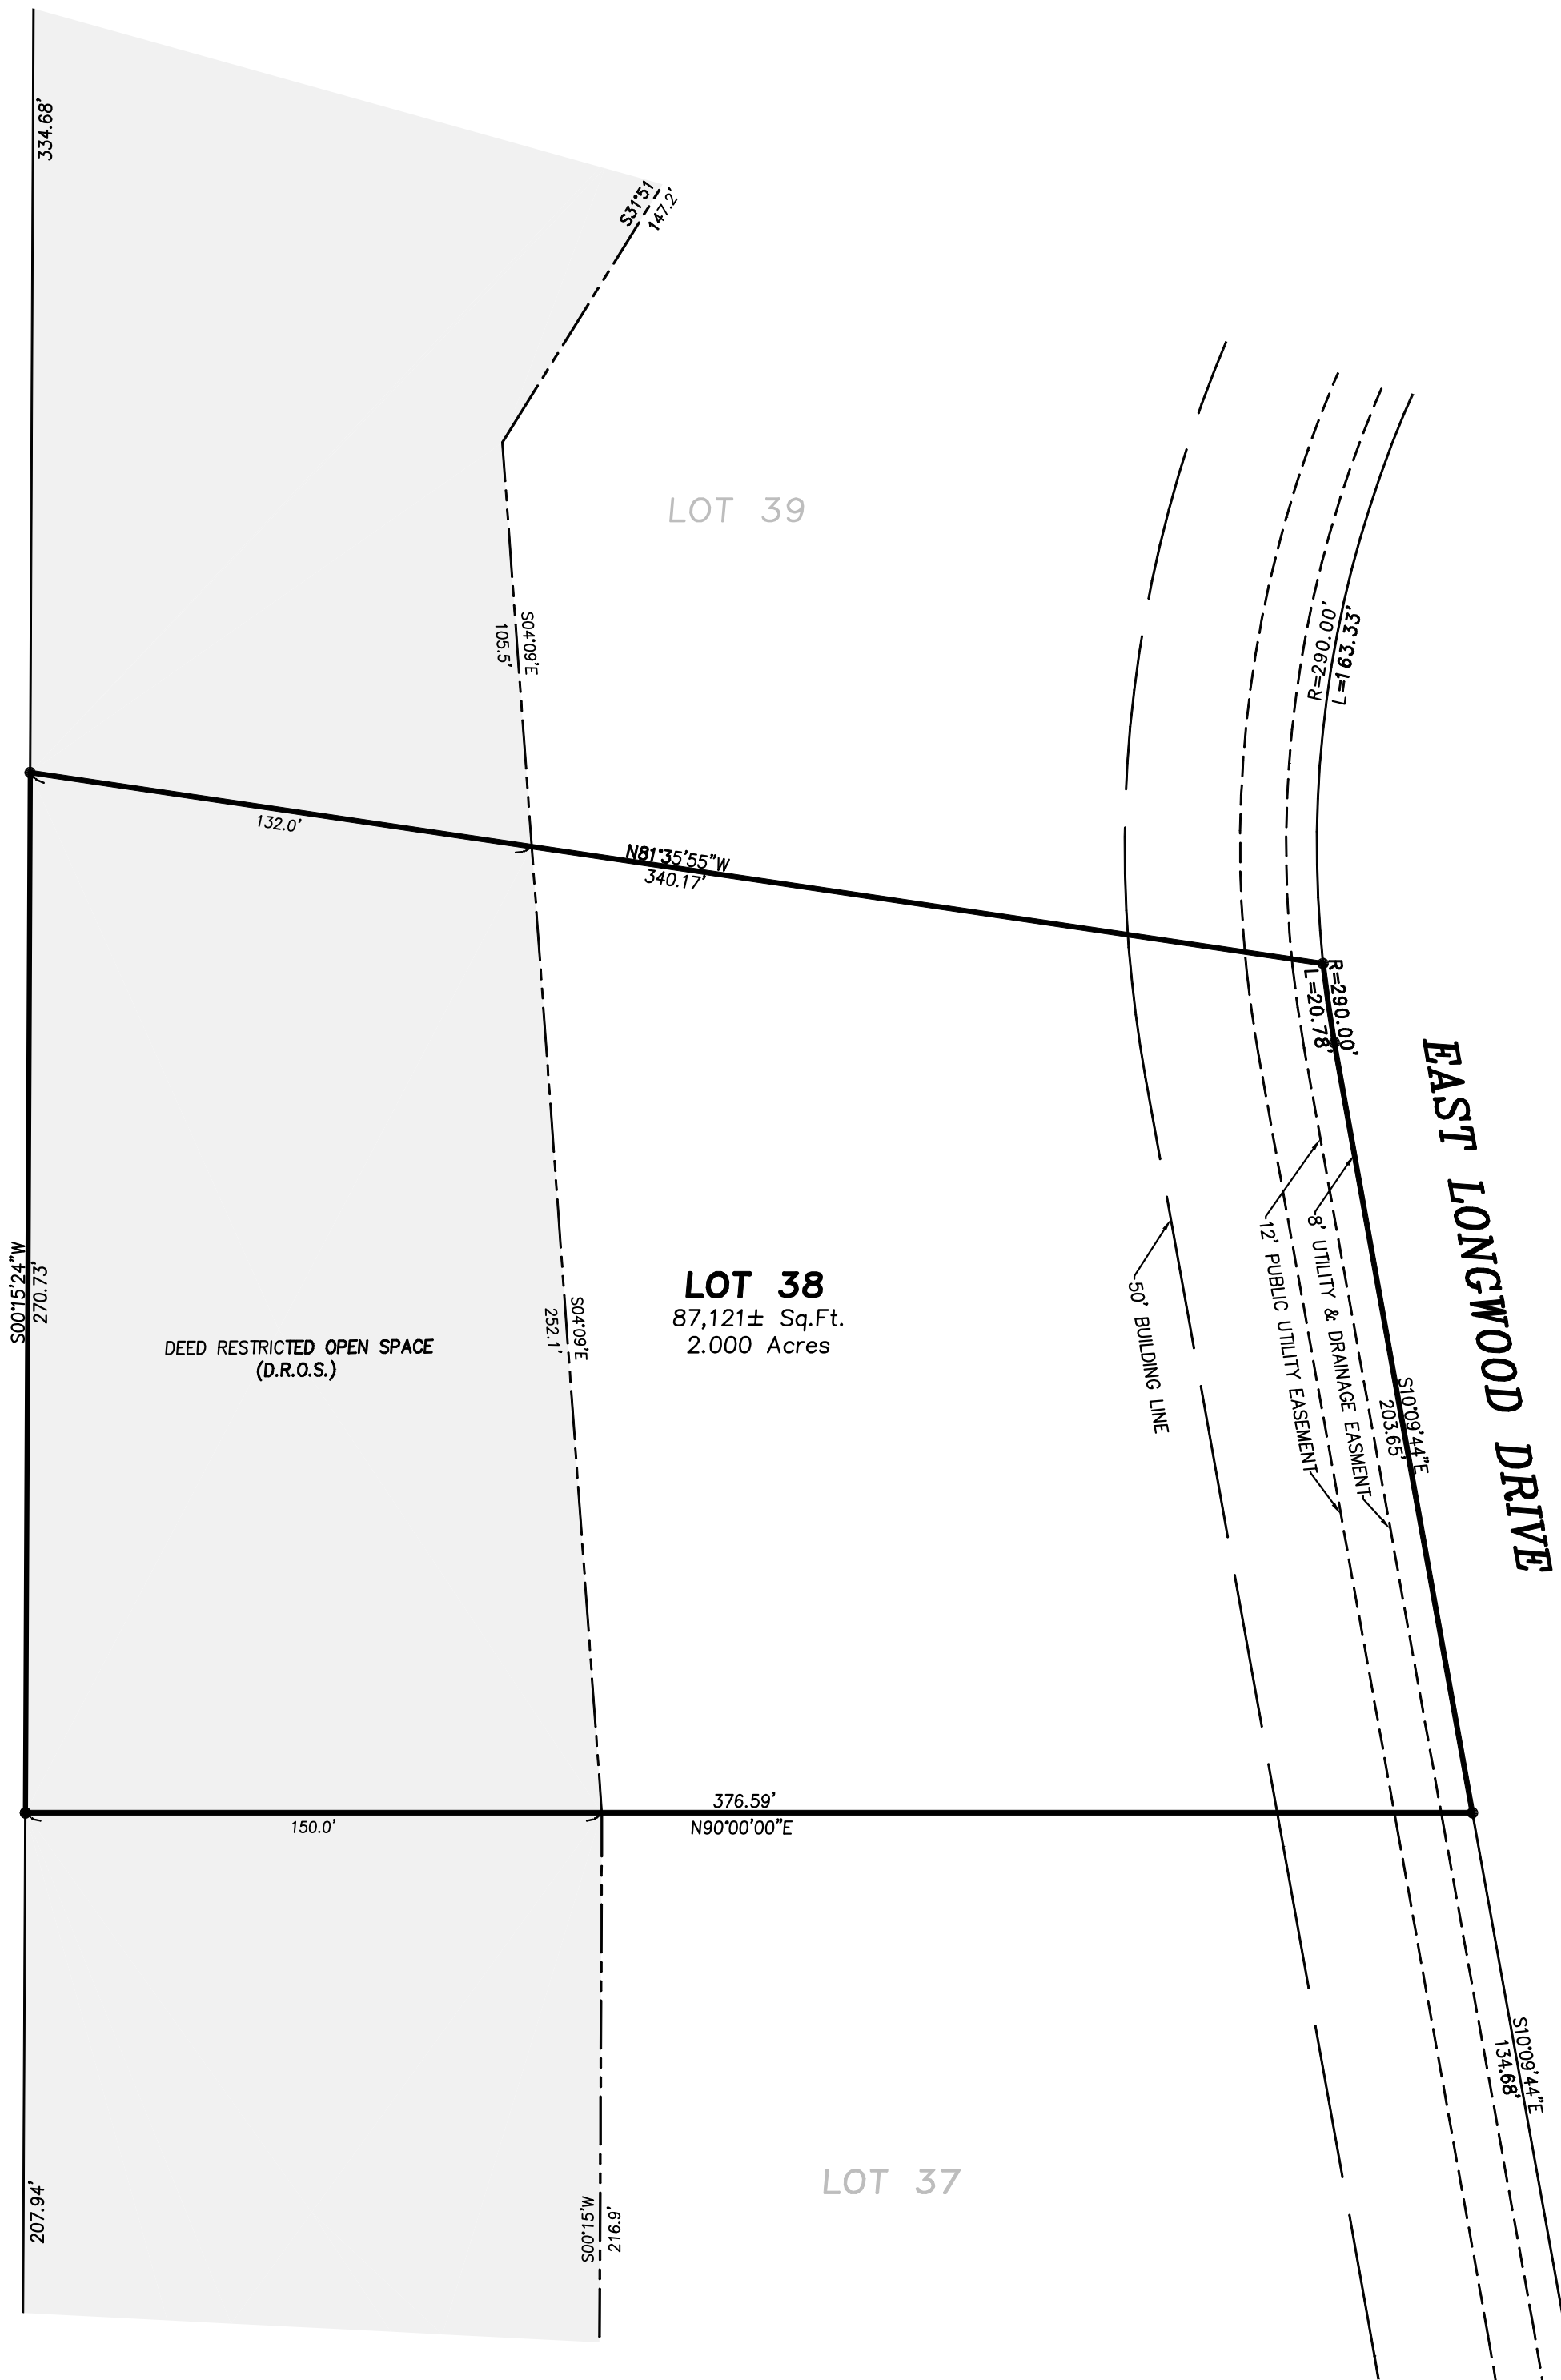 334.68'
S31°51
147.2'
LOT 39
S04°09'E
105.5'
R=290.00'
L=163.33'
132.0'
N81°35'55"W
340.17'
R=290.00'
L=20.78'
EAST LONGWOOD DRIVE
S00°15'24"W
270.73'
DEED RESTRICTED OPEN SPACE
(D.R.O.S.)
S04°09'E
252.1'
LOT 38
87,121± Sq.Ft.
2.000 Acres
50' BUILDING LINE
12' PUBLIC UTILITY EASEMENT
8' UTILITY & DRAINAGE EASMENT
S10°09'44"E
203.65'
376.59'
N90°00'00"E
150.0'
S10°09'44"E
134.68'
LOT 37
207.94'
S00°15'W
216.9'